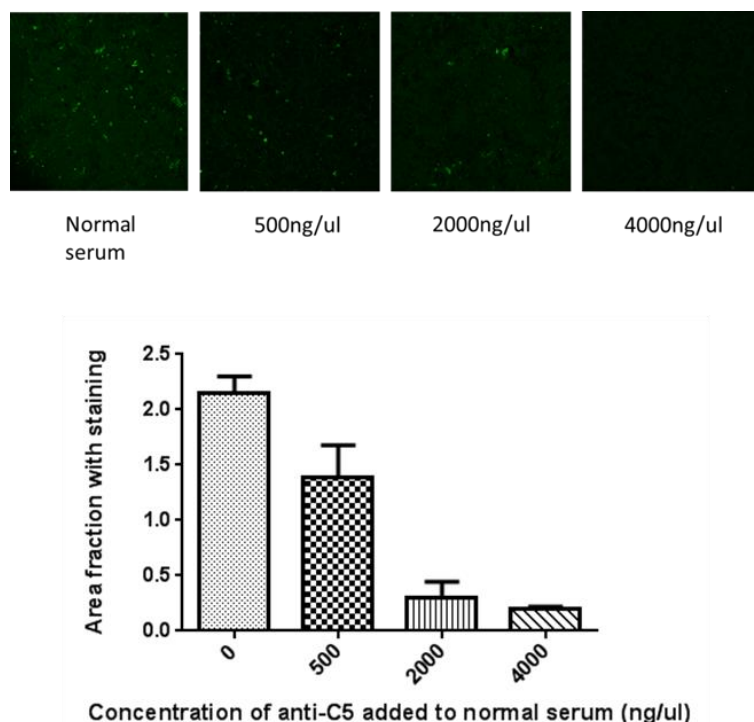 Normal serum
500ng/ul
2000ng/ul
4000ng/ul
Area fraction with staining
2.5
2.0
1.5
1.0
0.5
0.0
0
500
2000
4000
Concentration of anti-C5 added to normal serum (ng/ul)